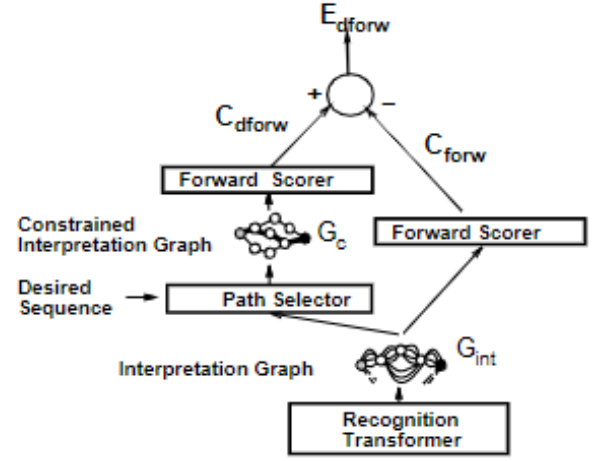 E_dforw
+
−
C_dforw
C_forw
Forward Scorer
Constrained
Interpretation Graph
G_c
Forward Scorer
Desired
Sequence
Path Selector
Interpretation Graph
G_int
Recognition
Transformer